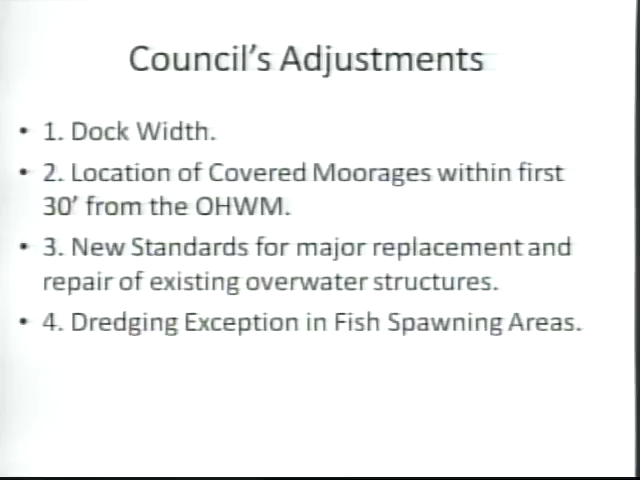 Council's Adjustments
• 1. Dock Width.
• 2. Location of Covered Moorages within first
30' from the OHWM.
• 3. New Standards for major replacement and
repair of existing overwater structures.
• 4. Dredging Exception in Fish Spawning Areas.